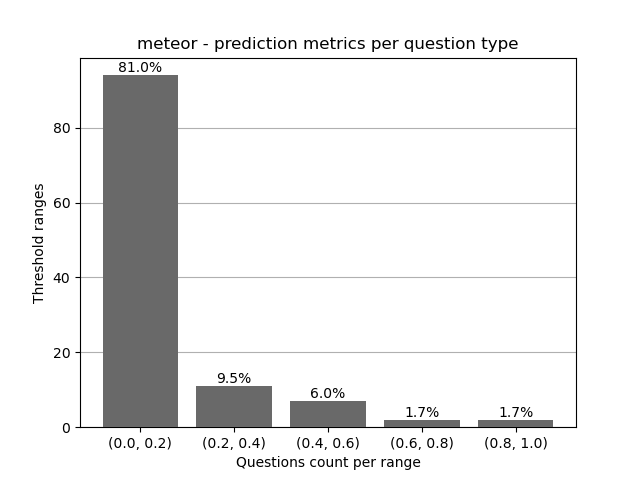 meteor - prediction metrics per question type
81.0%
9.5%
6.0%
1.7%
1.7%
80
60
40
20
0
Threshold ranges
(0.0, 0.2) (0.2, 0.4) (0.4, 0.6) (0.6, 0.8) (0.8, 1.0)
Questions count per range